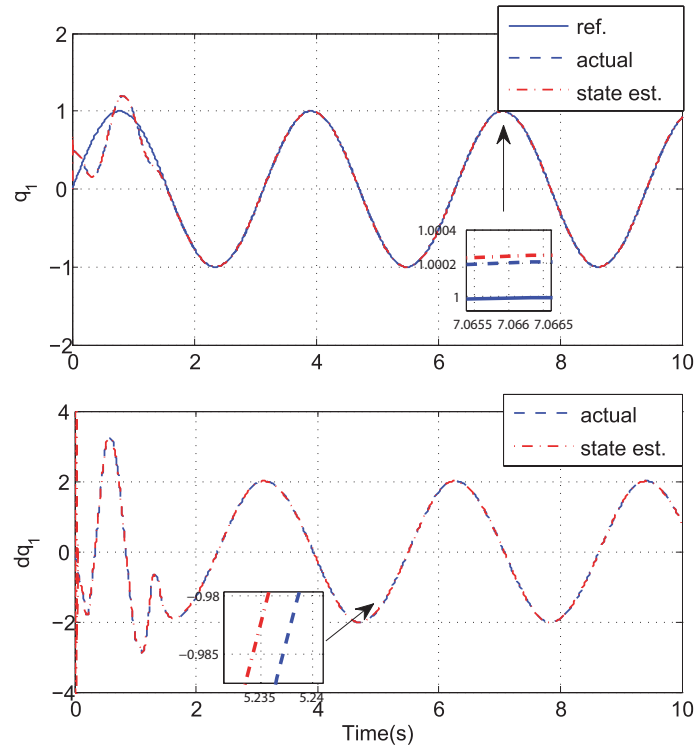 2
ref.
actual
state est.
1
q1
0
1.0004
1.0002
1
−1
7.0655 7.066 7.0665
−2
0 2 4 6 8 10
4
actual
state est.
2
dq1
0
−0.98
−0.985
−2
5.235 5.24
−4
0 2 4 6 8 10
Time(s)